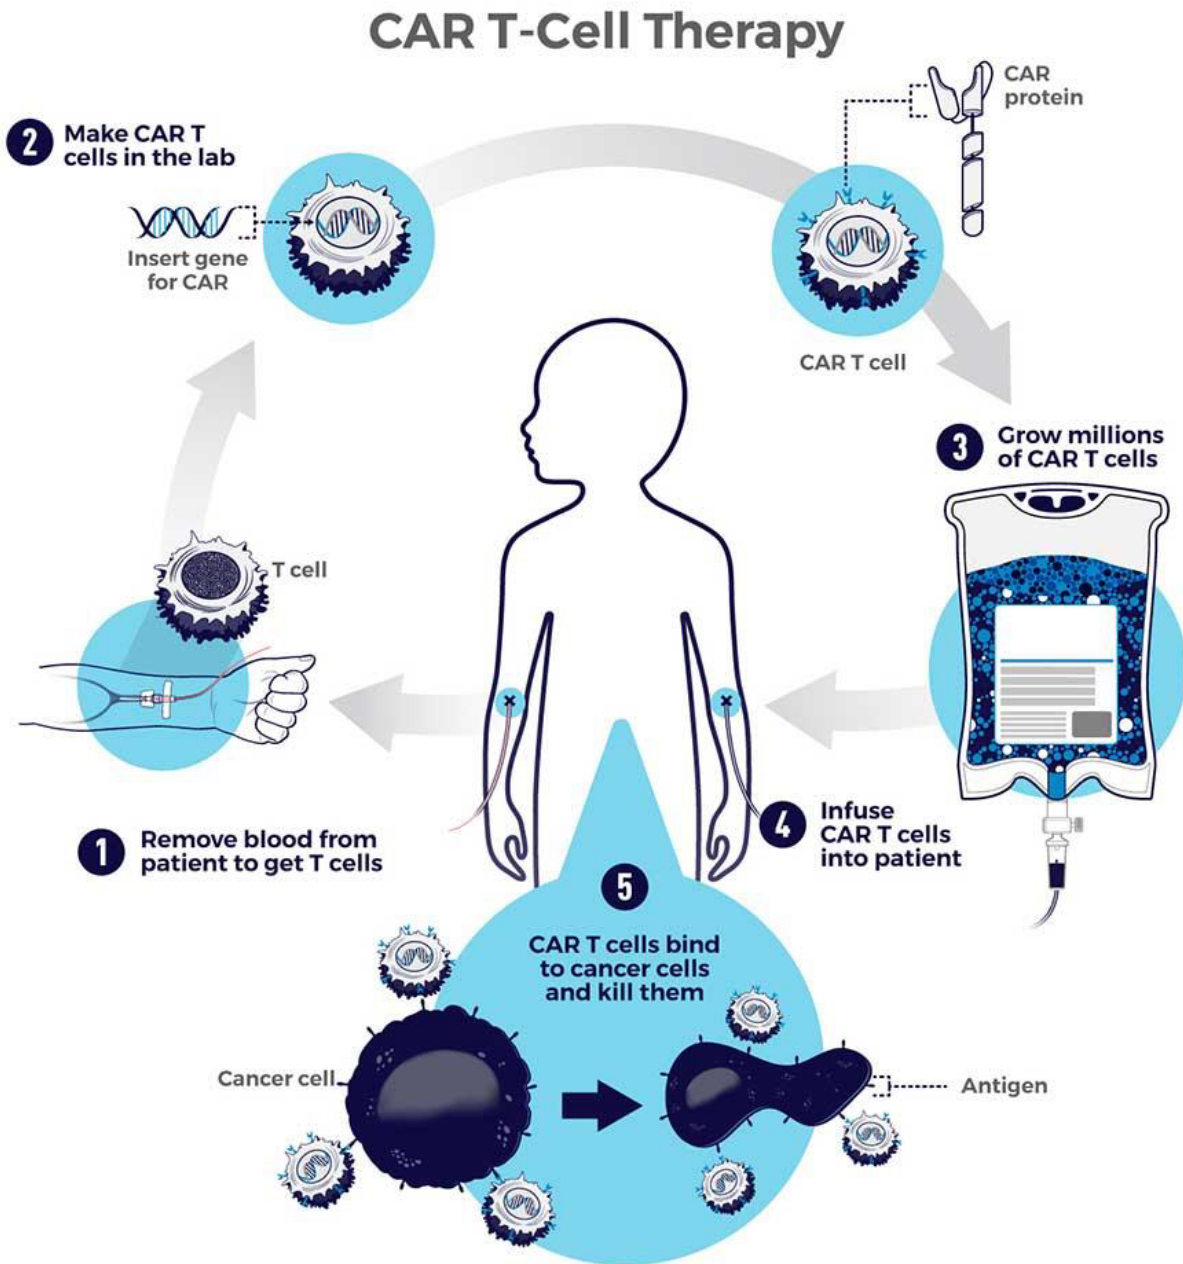 CAR T-Cell Therapy
CAR
protein
2
Make CAR T
cells in the lab
Insert gene
for CAR
CAR T cell
3
Grow millions
of CAR T cells
T cell
1
Remove blood from
patient to get T cells
4
Infuse
CAR T cells
into patient
5
CAR T cells bind
to cancer cells
and kill them
Cancer cell
Antigen